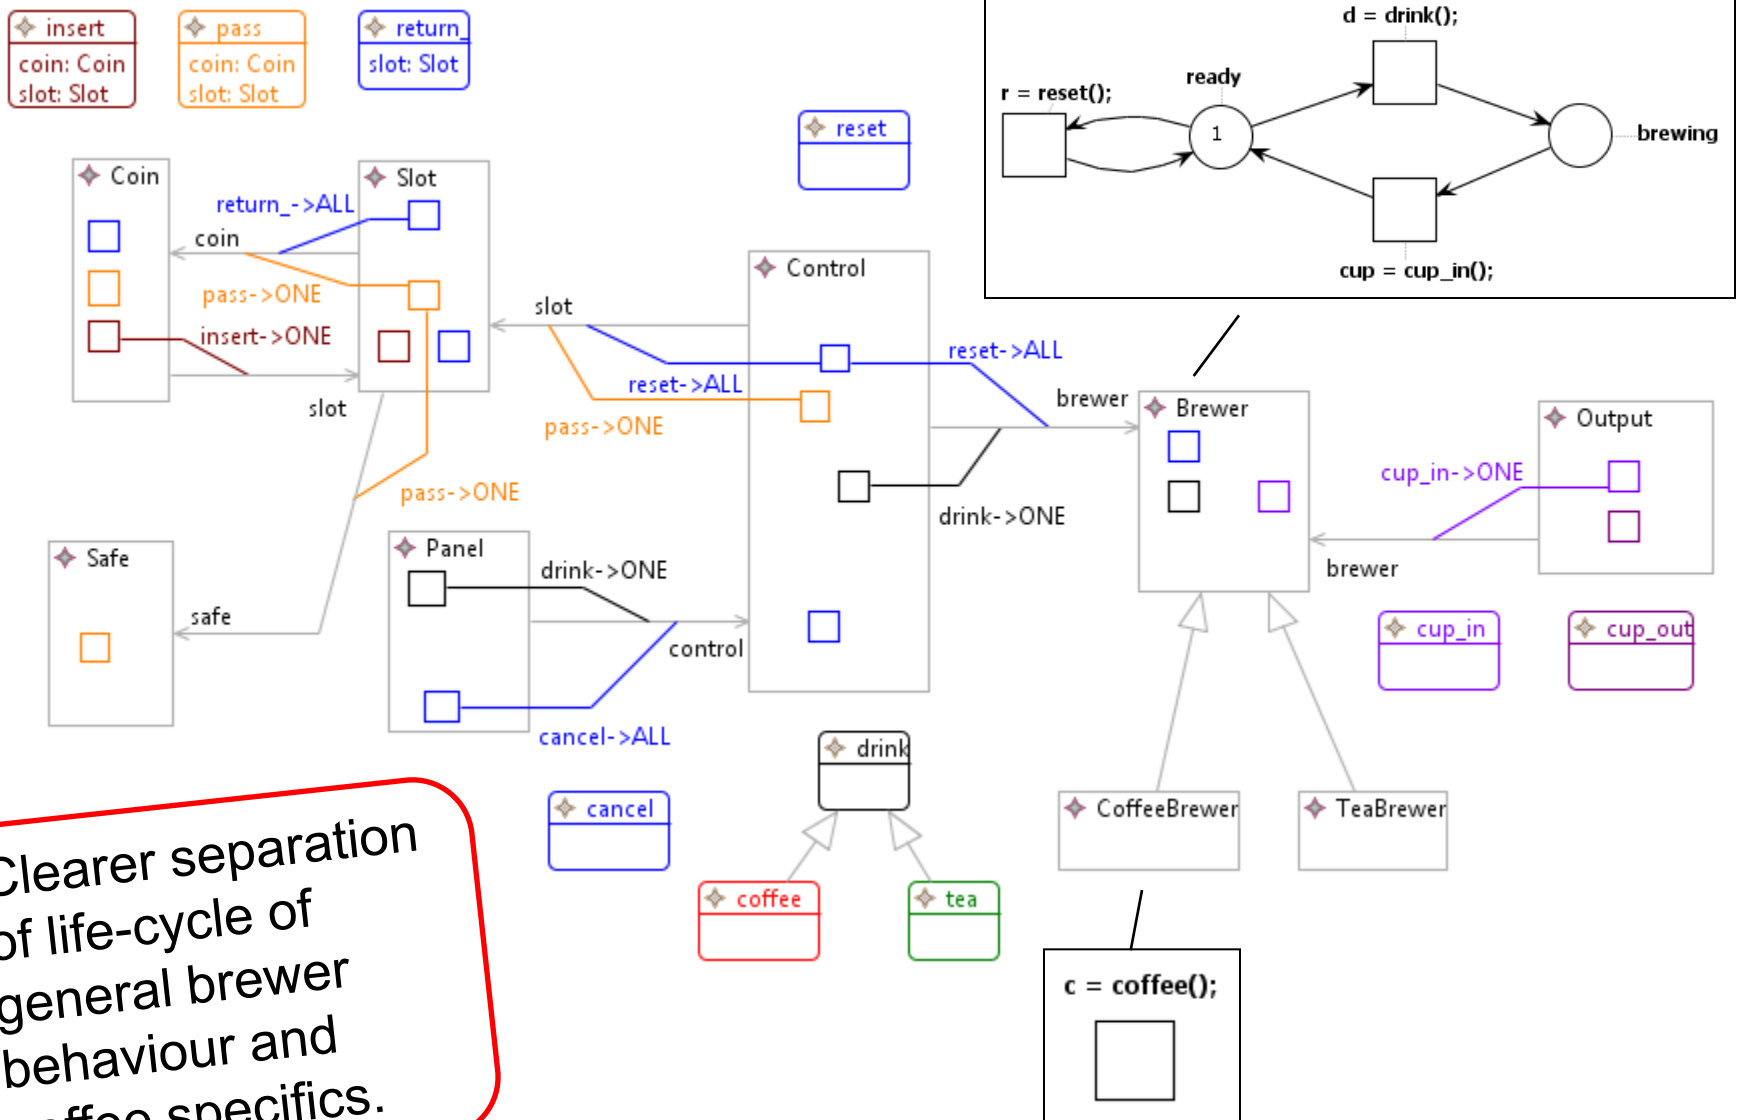 insert
coin: Coin
slot: Slot
pass
coin: Coin
slot: Slot
return_
slot: Slot
reset
d = drink();
ready
r = reset();
1
brewing
cup = cup_in();
Coin
Slot
return_->ALL
coin
pass->ONE
insert->ONE
slot
Control
slot
reset->ALL
reset->ALL
pass->ONE
brewer
Brewer
Output
cup_in->ONE
drink->ONE
brewer
pass->ONE
Safe
safe
Panel
drink->ONE
control
cancel->ALL
cup_in
cup_out
drink
cancel
coffee
tea
CoffeeBrewer
TeaBrewer
c = coffee();
Clearer separation
of life-cycle of
general brewer
behaviour and
specifics.